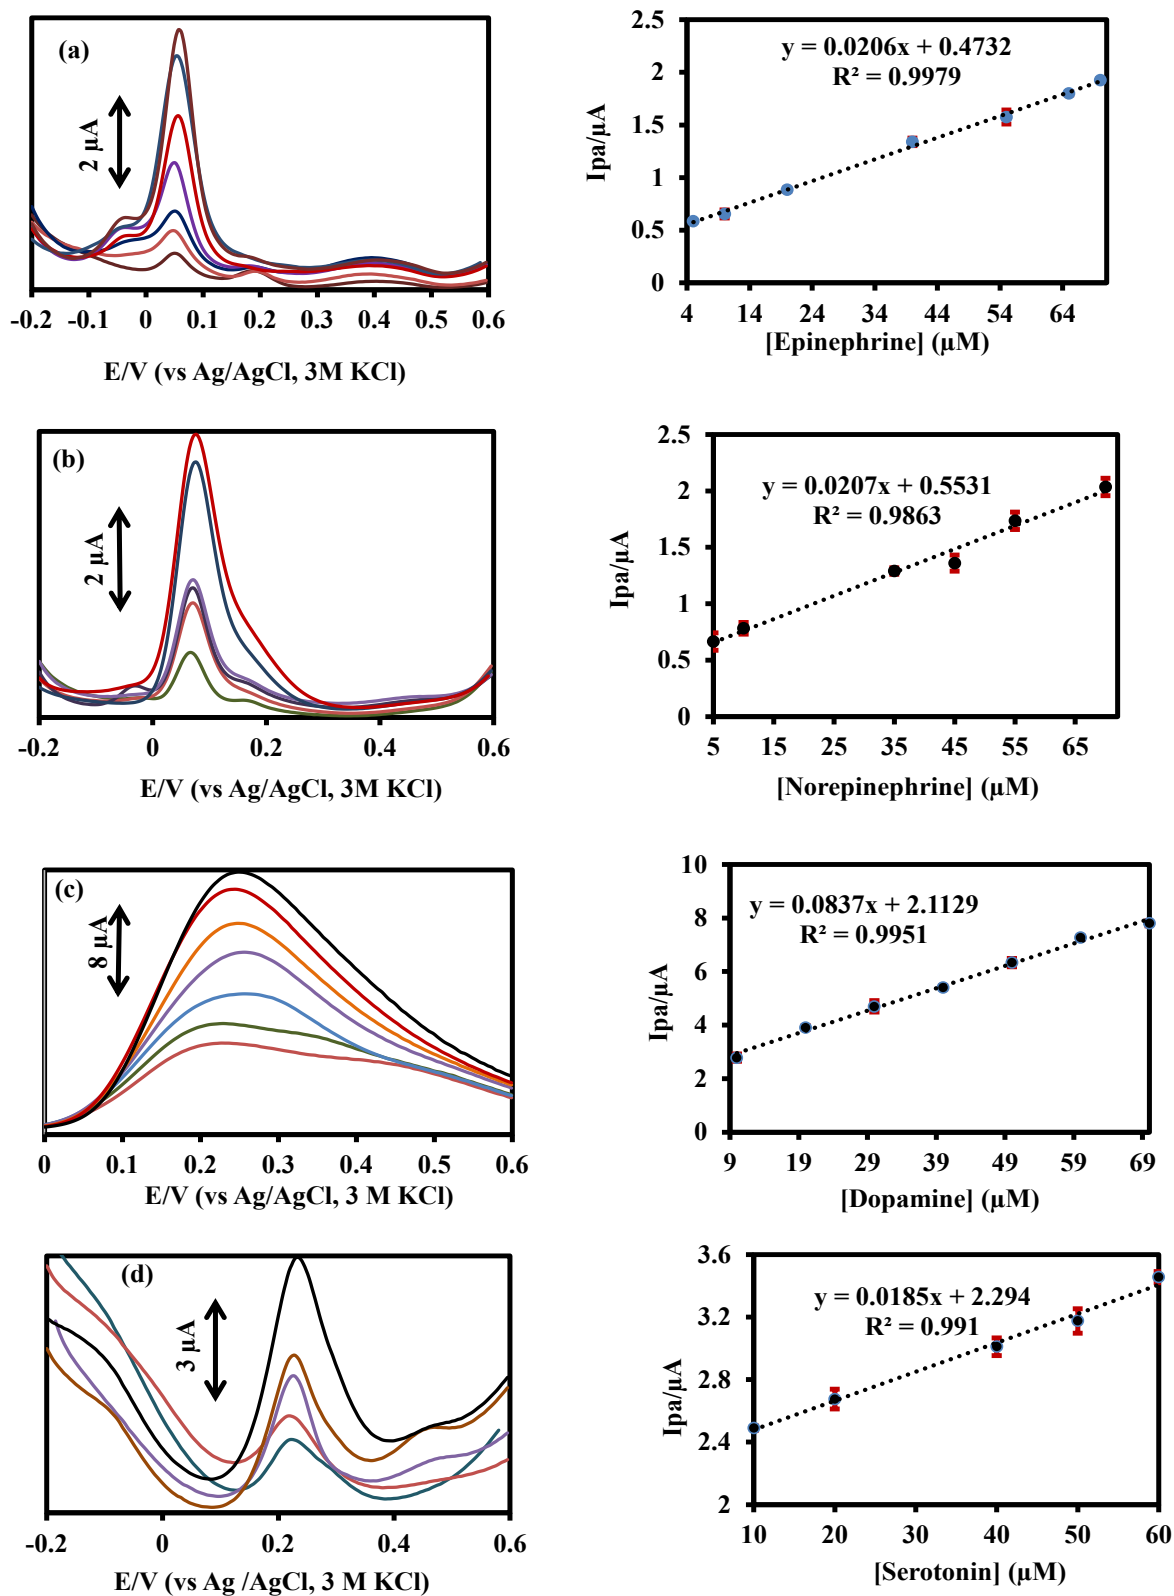 (a)
2 µA
-0.2 -0.1 0 0.1 0.2 0.3 0.4 0.5 0.6
E/V (vs Ag/AgCl, 3M KCl)
y = 0.0206x + 0.4732
R² = 0.9979
Ipa/µA
2.5
2
1.5
1
0.5
0
4 14 24 34 44 54 64
[Epinephrine] (µM)
(b)
2 µA
-0.2 0 0.2 0.4 0.6
E/V (vs Ag/AgCl, 3M KCl)
y = 0.0207x + 0.5531
R² = 0.9863
Ipa/µA
2.5
2
1.5
1
0.5
0
5 15 25 35 45 55 65
[Norepinephrine] (µM)
(c)
8 µA
0 0.1 0.2 0.3 0.4 0.5 0.6
E/V (vs Ag/AgCl, 3 M KCl)
y = 0.0837x + 2.1129
R² = 0.9951
Ipa/µA
10
8
6
4
2
0
9 19 29 39 49 59 69
[Dopamine] (µM)
(d)
3 µA
-0.2 0 0.2 0.4 0.6
E/V (vs Ag /AgCl, 3 M KCl)
y = 0.0185x + 2.294
R² = 0.991
Ipa/µA
3.6
3.2
2.8
2.4
2
10 20 30 40 50 60
[Serotonin] (µM)